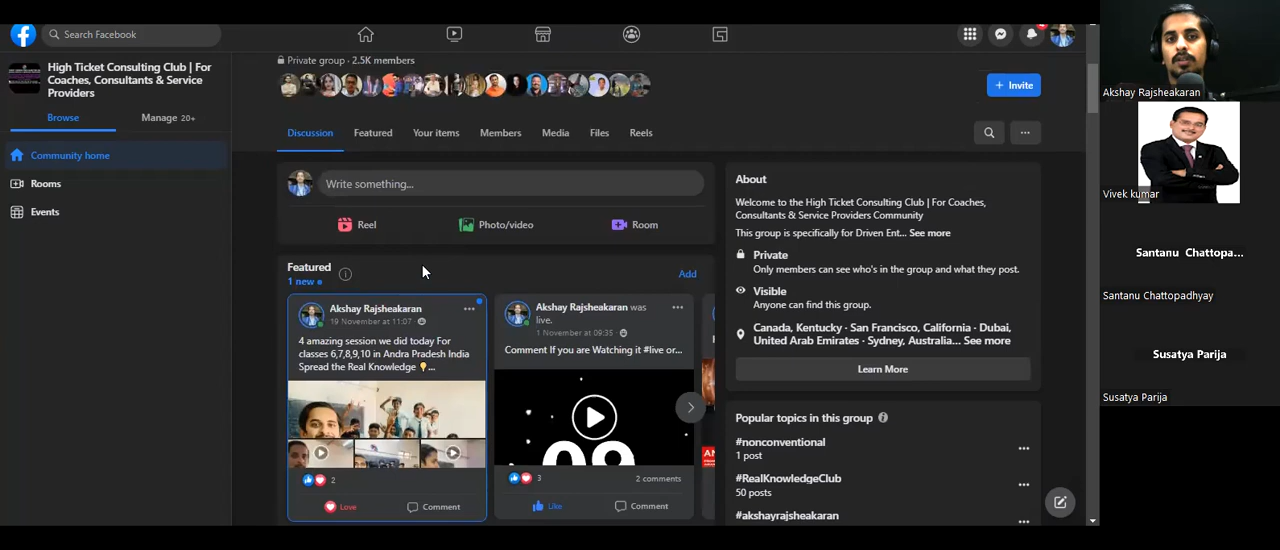 Search Facebook
High Ticket Consulting Club | For
Coaches, Consultants & Service
Providers
Browse
Manage 20+
Community home
Rooms
Events
Private group · 2.5K members
+ Invite
Discussion
Featured
Your items
Members
Media
Files
Reels
Write something...
Reel
Photo/video
Room
Featured
1 new
Add
Akshay Rajsheakaran
19 November at 11:07
4 amazing session we did today For
classes 6,7,8,9,10 in Andra Pradesh India
Spread the Real Knowledge 💡...
2
Love
Comment
Akshay Rajsheakaran was
live.
1 November at 09:35
Comment If you are Watching it #live or...
09
3
2 comments
Like
Comment
About
Welcome to the High Ticket Consulting Club | For Coaches,
Consultants & Service Providers Community
This group is specifically for Driven Ent... See more
Private
Only members can see who's in the group and what they post.
Visible
Anyone can find this group.
Canada, Kentucky · San Francisco, California · Dubai,
United Arab Emirates · Sydney, Australia... See more
Learn More
Popular topics in this group
#nonconventional
1 post
#RealKnowledgeClub
50 posts
#akshayrajsheakaran
Akshay Rajsheakaran
Vivek kumar
Santanu Chattopa...
Santanu Chattopadhyay
Susatya Parija
Susatya Parija